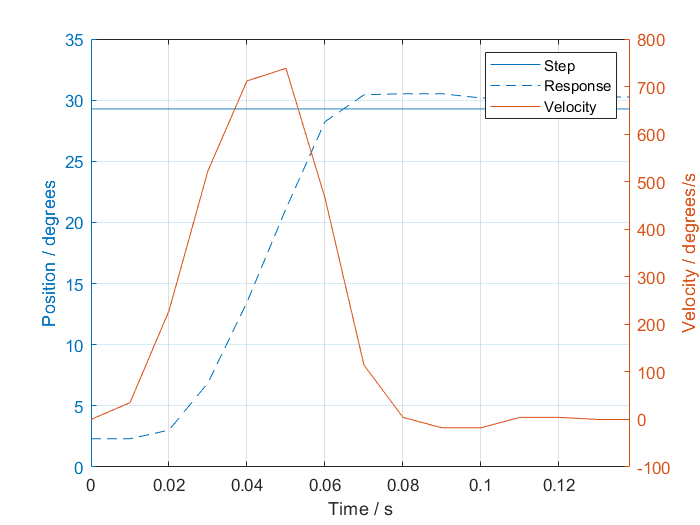 35
30
25
20
15
10
5
0
Position / degrees
800
700
600
500
400
300
200
100
0
-100
Velocity / degrees/s
Step
Response
Velocity
0 0.02 0.04 0.06 0.08 0.1 0.12
Time / s